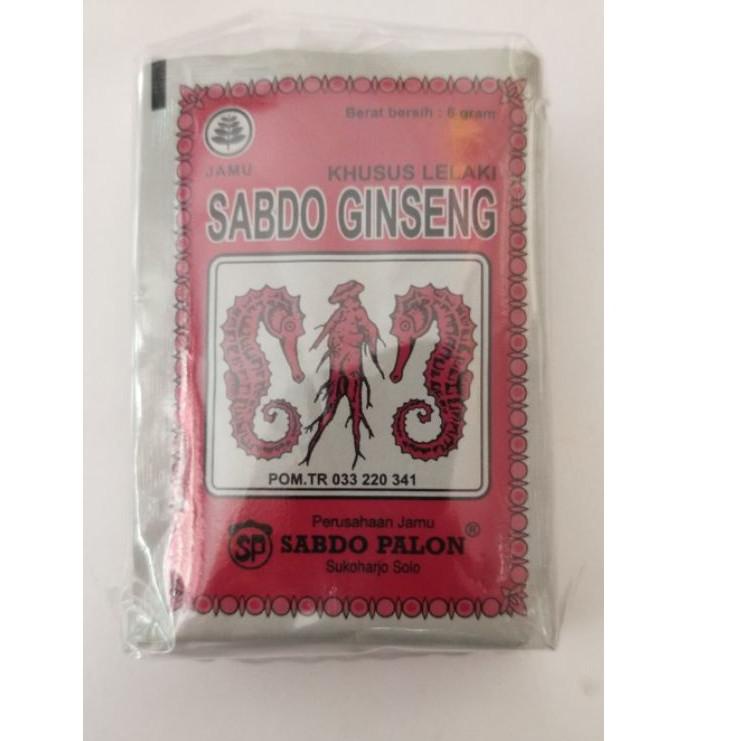 Berat bersih : 6 gram
JAMU
KHUSUS LELAKI
SABDO GINSENG
POM.TR 033 220 341
Perusahaan Jamu
SP SABDO PALON®
Sukoharjo Solo